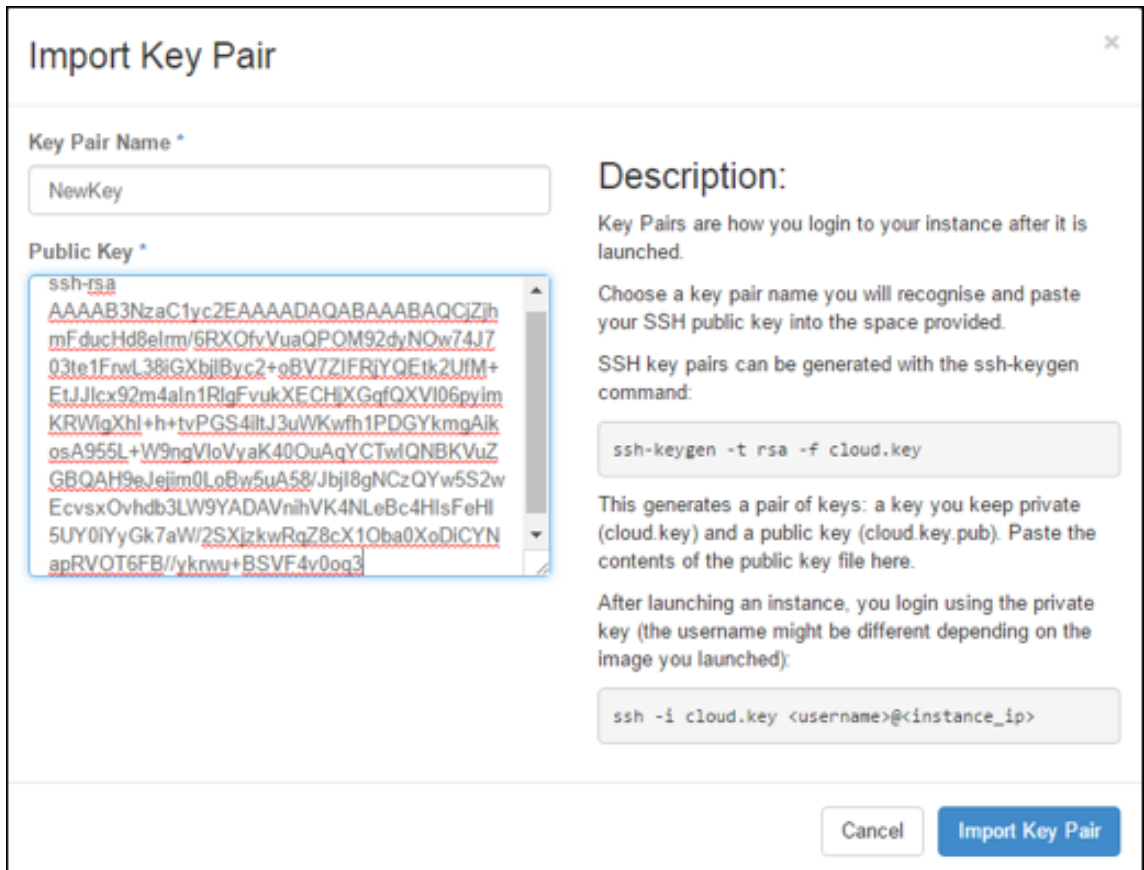 Import Key Pair
×
Key Pair Name *
NewKey
Public Key *
ssh-rsa
AAAAB3NzaC1yc2EAAAADAQABAAABAQCjZjh
mFducHd8eIrm/6RXOfvVuaQPOM92dyNOw74J7
03te1FrwL38iGXbjlByc2+oBV7ZIFRjYQEtk2UfM+
EtJJlcx92m4aIn1RlgFvukXECHjXGqfQXVl06pyim
KRWigXhI+h+tvPGS4iltJ3uWKwfh1PDGYkmgAik
osA955L+W9ngVloVyaK40OuAqYCTwIQNBKVuZ
GBQAH9eJejim0LoBw5uA58/JbjI8gNCzQYw5S2w
EcvsxOvhdb3LW9YADAVnihVK4NLeBc4HIsFeHl
5UY0iYyGk7aW/2SXjzkwRqZ8cX1Oba0XoDiCYN
apRVOT6FB//ykrwu+BSVF4v0oq3
Description:
Key Pairs are how you login to your instance after it is
launched.
Choose a key pair name you will recognise and paste
your SSH public key into the space provided.
SSH key pairs can be generated with the ssh-keygen
command:
ssh-keygen -t rsa -f cloud.key
This generates a pair of keys: a key you keep private
(cloud.key) and a public key (cloud.key.pub). Paste the
contents of the public key file here.
After launching an instance, you login using the private
key (the username might be different depending on the
image you launched):
ssh -i cloud.key <username>@<instance_ip>
Cancel
Import Key Pair